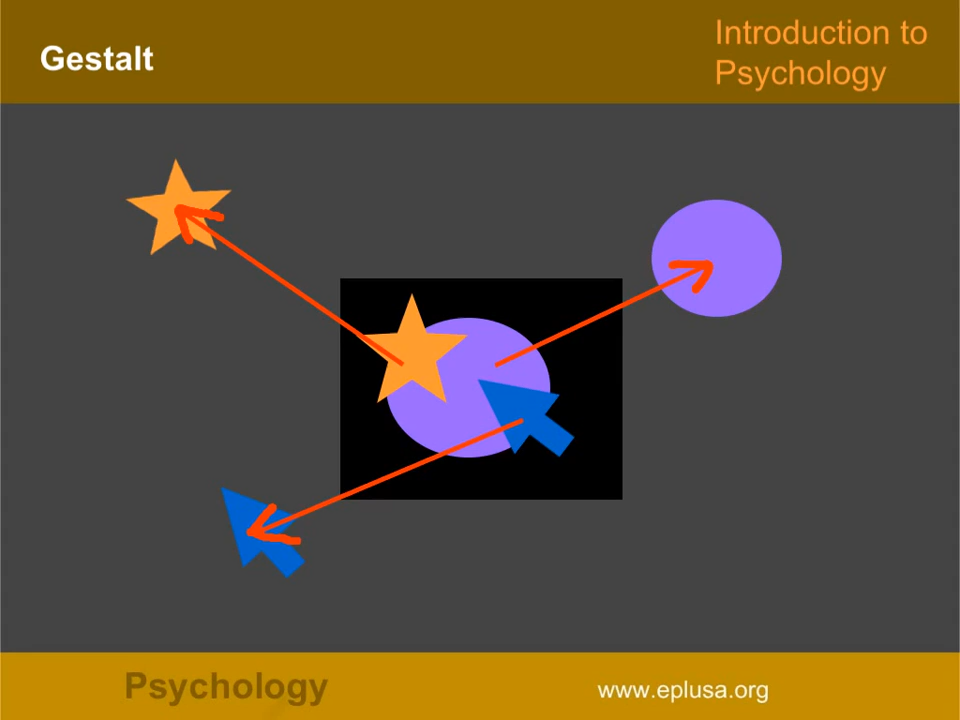 Gestalt
Introduction to
Psychology
Psychology
www.eplusa.org